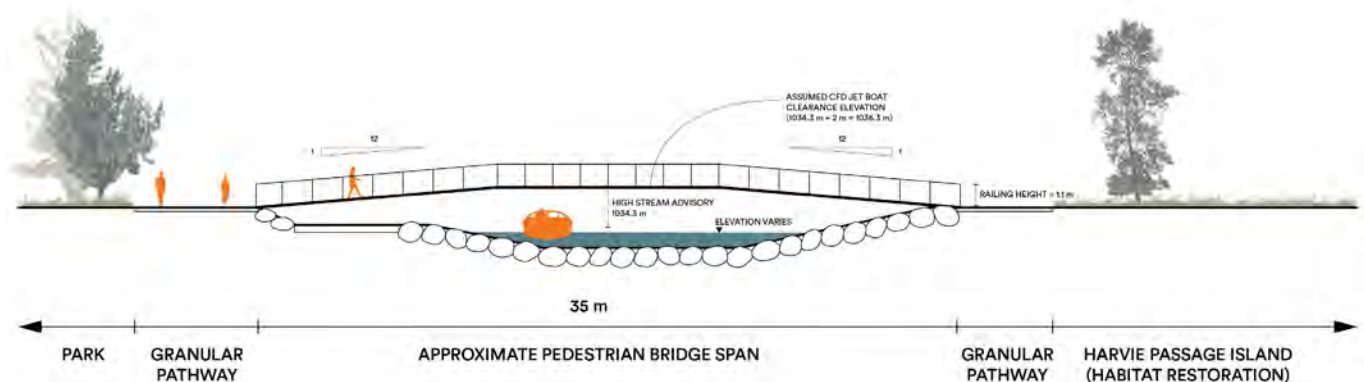 ASSUMED CFD JET BOAT
CLEARANCE ELEVATION
(1034.3 m + 2 m = 1036.3 m)
12
1
12
1
RAILING HEIGHT = 1.1 m
HIGH STREAM ADVISORY
1034.3 m
ELEVATION VARIES
35 m
PARK
GRANULAR
PATHWAY
APPROXIMATE PEDESTRIAN BRIDGE SPAN
GRANULAR
PATHWAY
HARVIE PASSAGE ISLAND
(HABITAT RESTORATION)